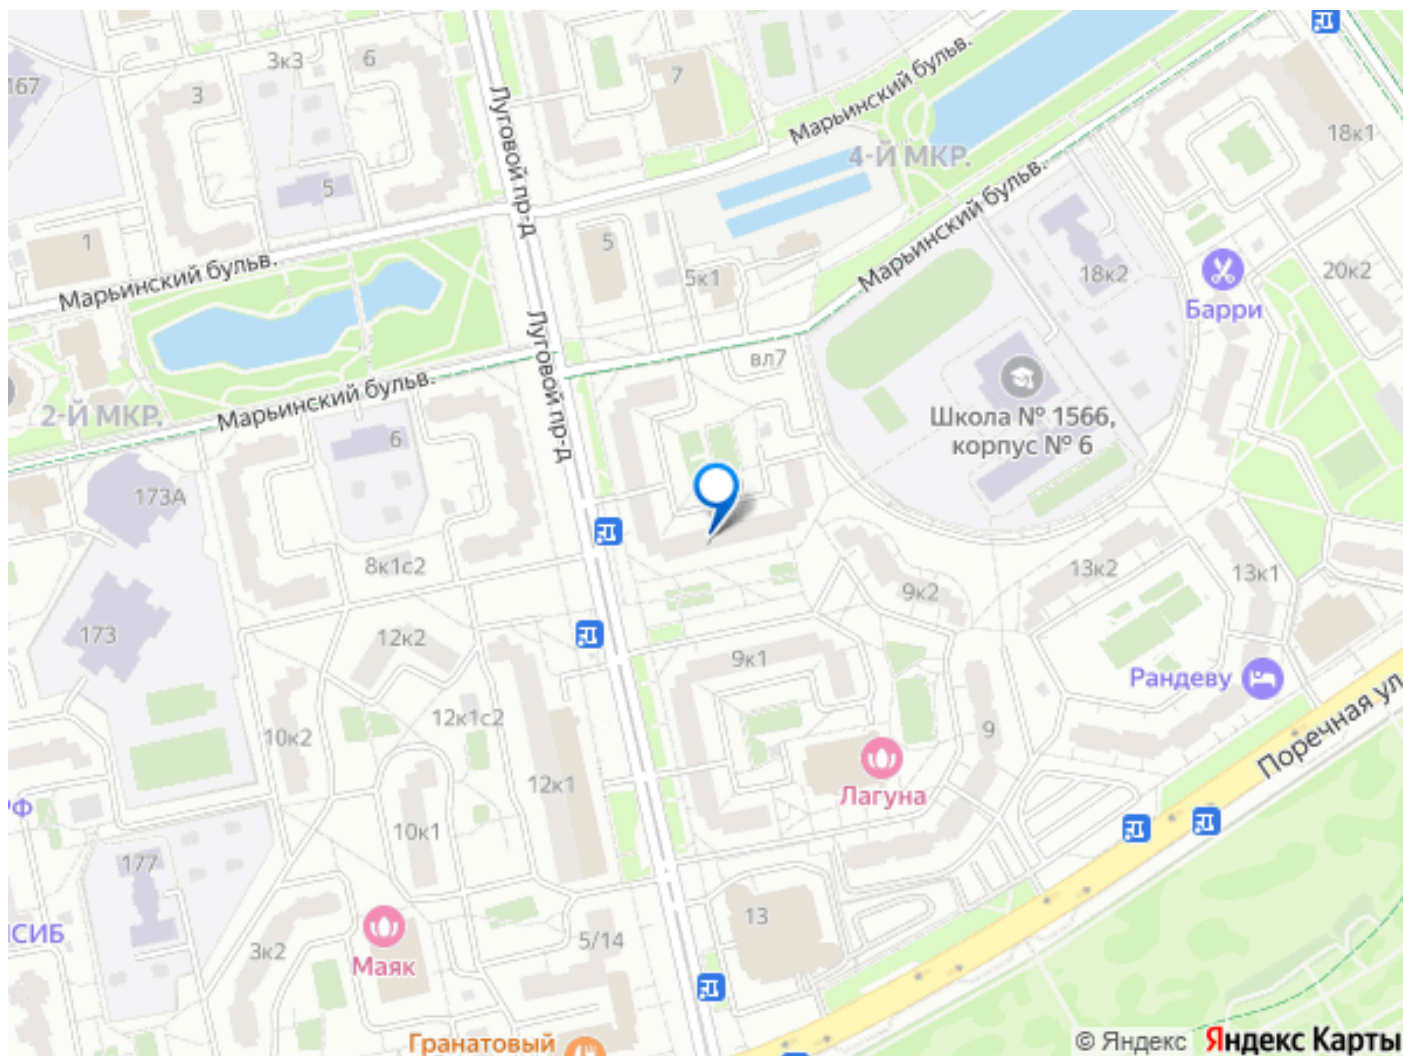 3к3
6
7
167
3
Луговой пр-д
Марьинский бульв.
4-Й МКР.
18к1
5
1
5
Марьинский бульв.
Марьинский бульв.
5к1
18к2
20к2
Барри
Луговой пр-д
вл7
Школа № 1566,
корпус № 6
2-Й МКР.
Марьинский бульв.
6
173А
8к1с2
9к2
13к2
13к1
173
12к2
9к1
Рандеву
12к1с2
10к2
9
Поречная ул.
12к1
Лагуна
РФ
10к1
177
13
СИБ
3к2
5/14
Маяк
Гранатовый
© Яндекс Яндекс Карты